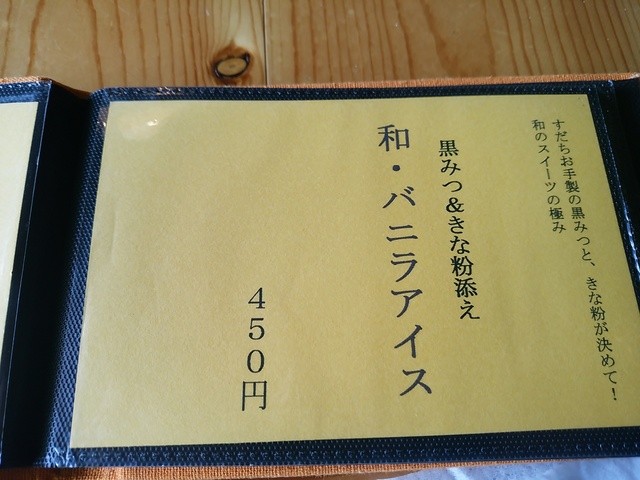 すだちお手製の黒みつと、きな粉が決めて!
和のスイーツの極み
黒みつ&きな粉添え
和・バニラアイス
450円